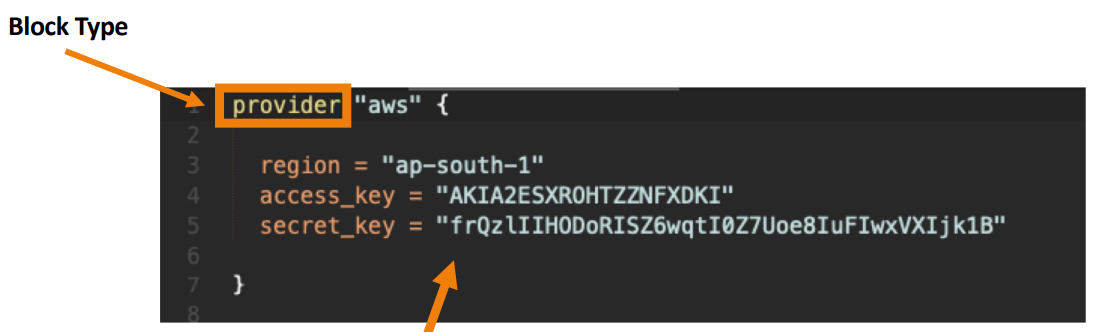 Block Type
1 provider "aws" {
2
3 region = "ap-south-1"
4 access_key = "AKIA2ESXROHTZZNFXDKI"
5 secret_key = "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"
6
7 }
8